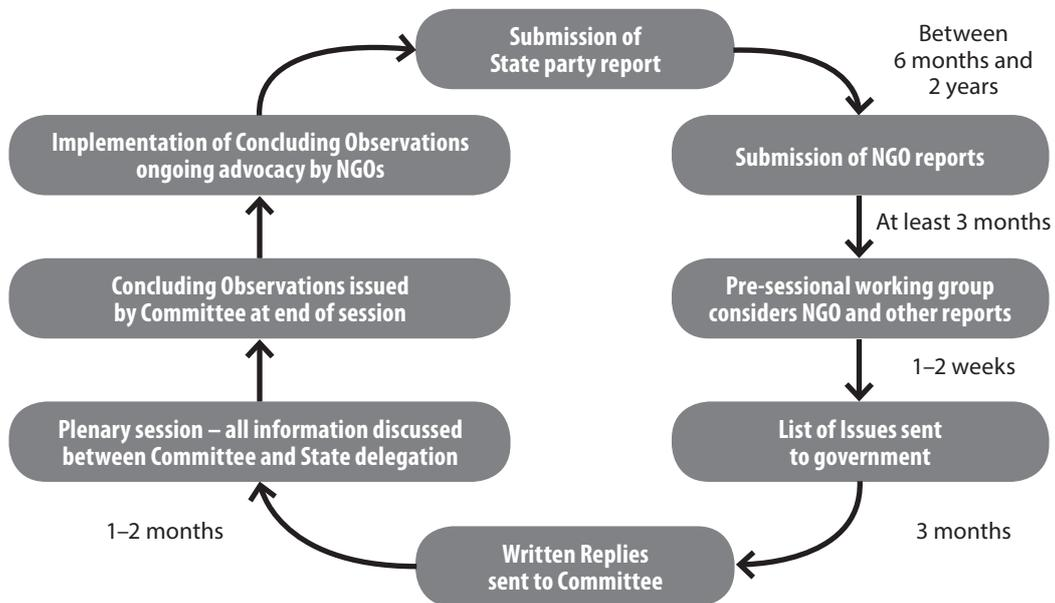 Submission of
State party report
Between
6 months and
2 years
Submission of NGO reports
At least 3 months
Pre-sessional working group
considers NGO and other reports
1–2 weeks
List of Issues sent
to government
3 months
Written Replies
sent to Committee
1–2 months
Plenary session – all information discussed
between Committee and State delegation
Concluding Observations issued
by Committee at end of session
Implementation of Concluding Observations
ongoing advocacy by NGOs